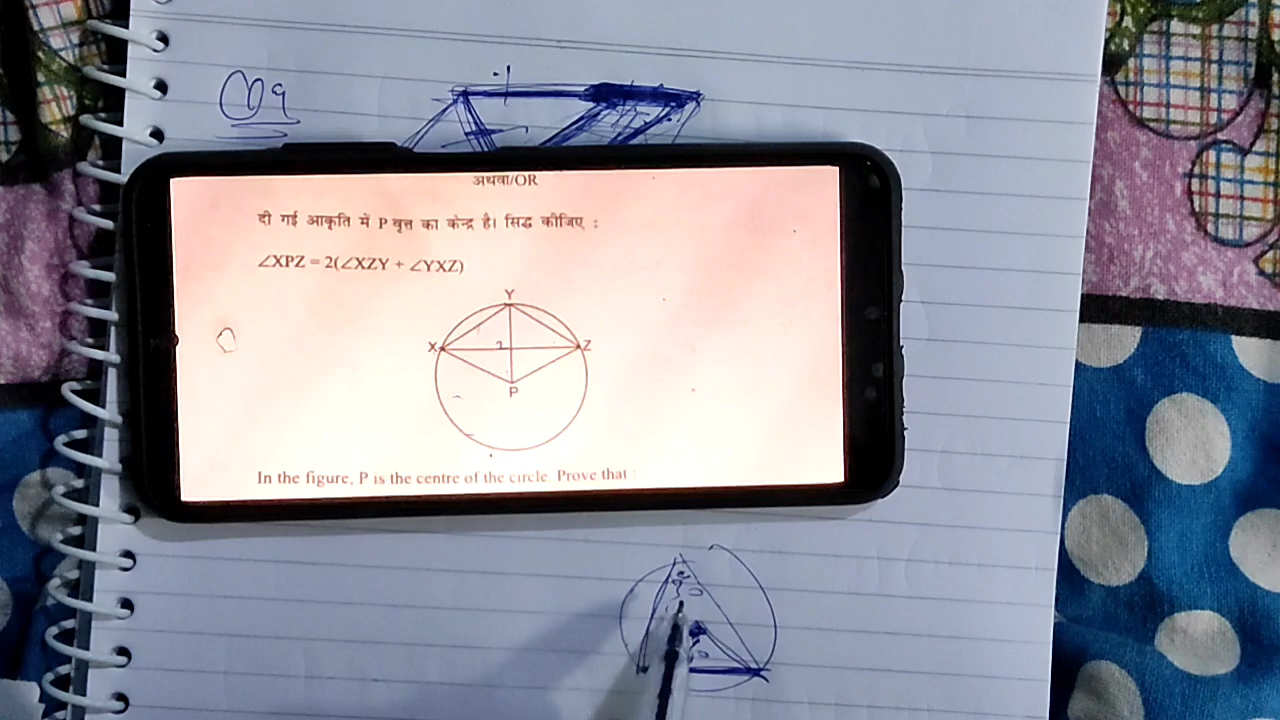 अथवा/OR
दी गई आकृति में P वृत्त का केन्द्र है। सिद्ध कीजिए :
∠XPZ = 2(∠XZY + ∠YXZ)
Y
X
Z
P
In the figure, P is the centre of the circle. Prove that :